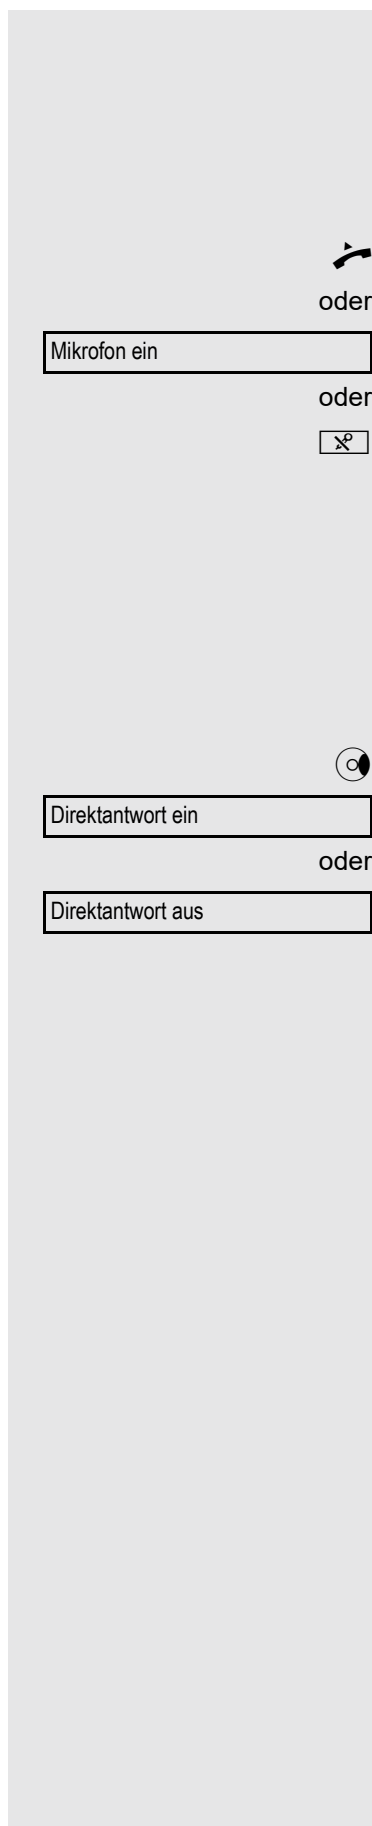 oder
Mikrofon ein
oder
Direktantwort ein
oder
Direktantwort aus